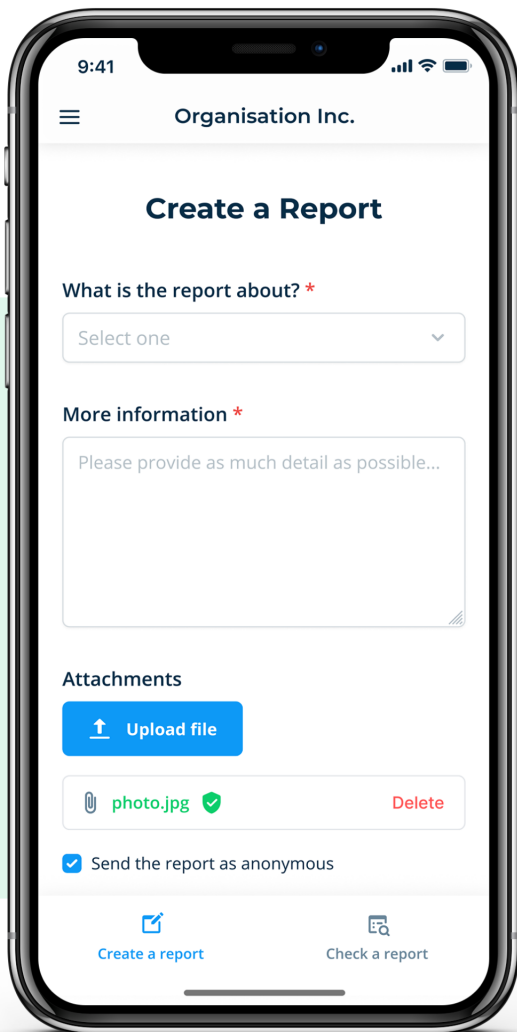 9:41
Organisation Inc.
Create a Report
What is the report about? *
Select one
More information *
Please provide as much detail as possible...
Attachments
Upload file
photo.jpg
Delete
Send the report as anonymous
Create a report
Check a report